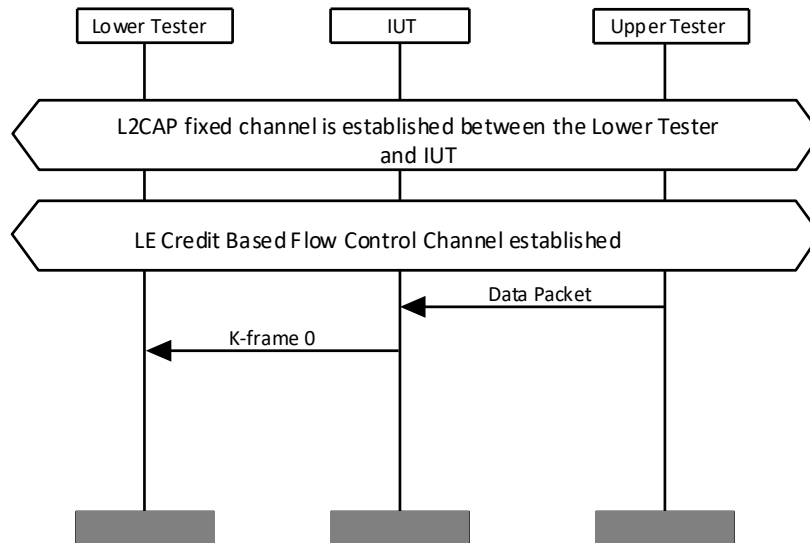 Lower Tester
IUT
Upper Tester
L2CAP fixed channel is established between the Lower Tester
and IUT
LE Credit Based Flow Control Channel established
Data Packet
K-frame 0